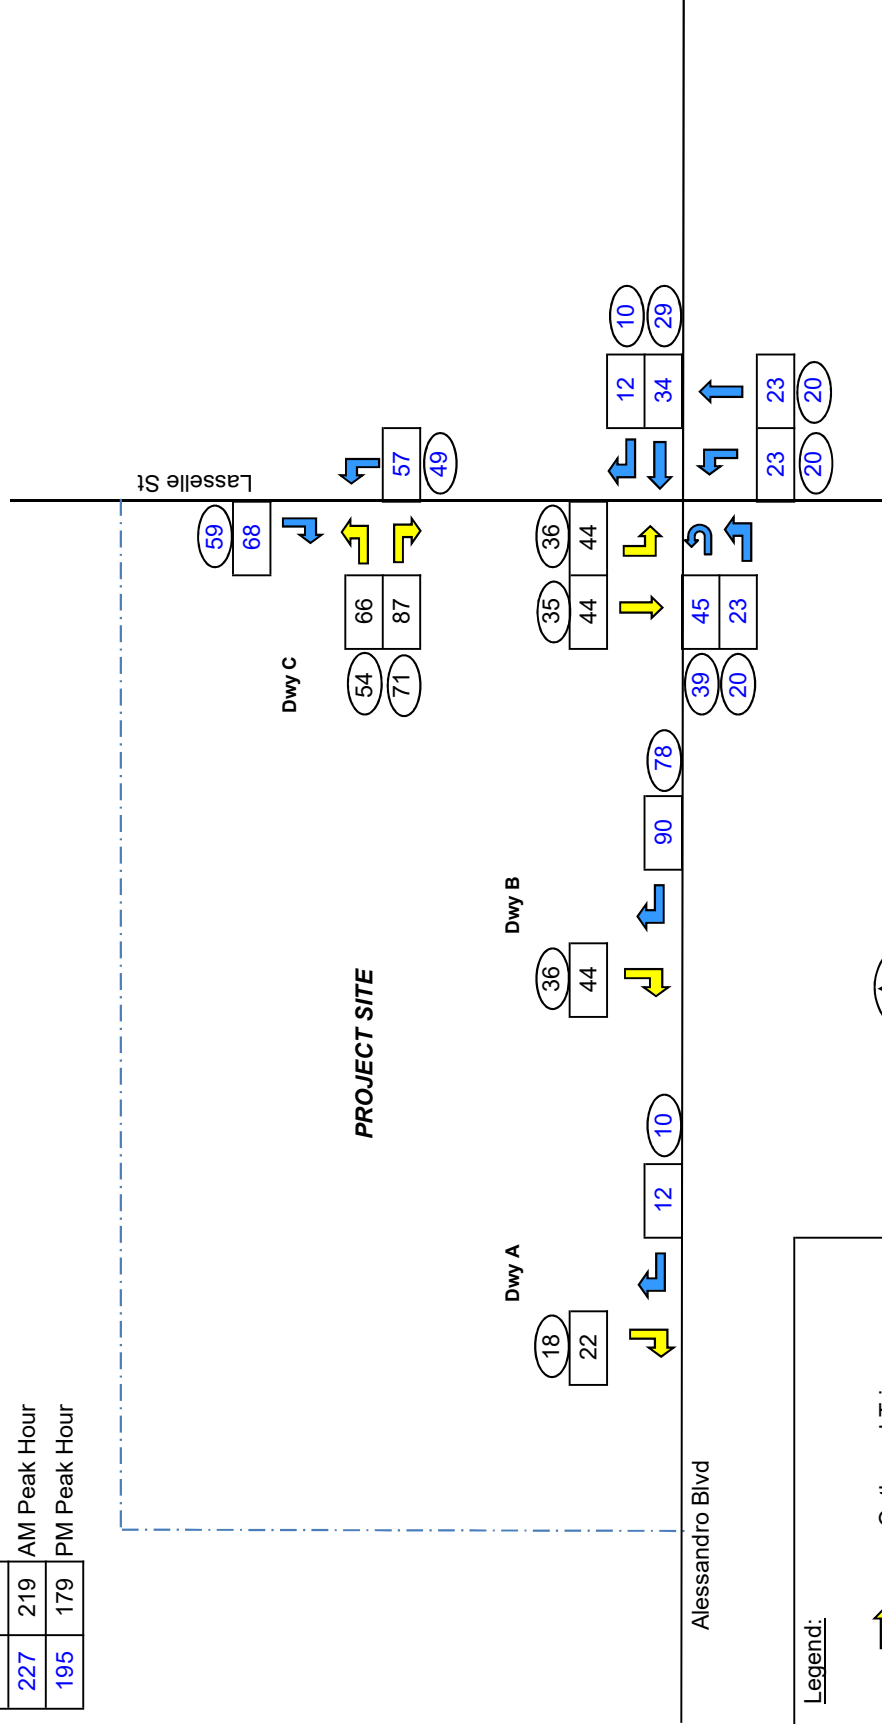 227 219 AM Peak Hour
195 179 PM Peak Hour
Lasselle St
59
68
Dwy C
54 66
71 87
57
49
PROJECT SITE
35 36
44 44
12 10
34 29
Dwy B
36
44
90 78
39 45
20 23
23 23
20 20
Dwy A
18
22
12 10
Alessandro Blvd
Legend: